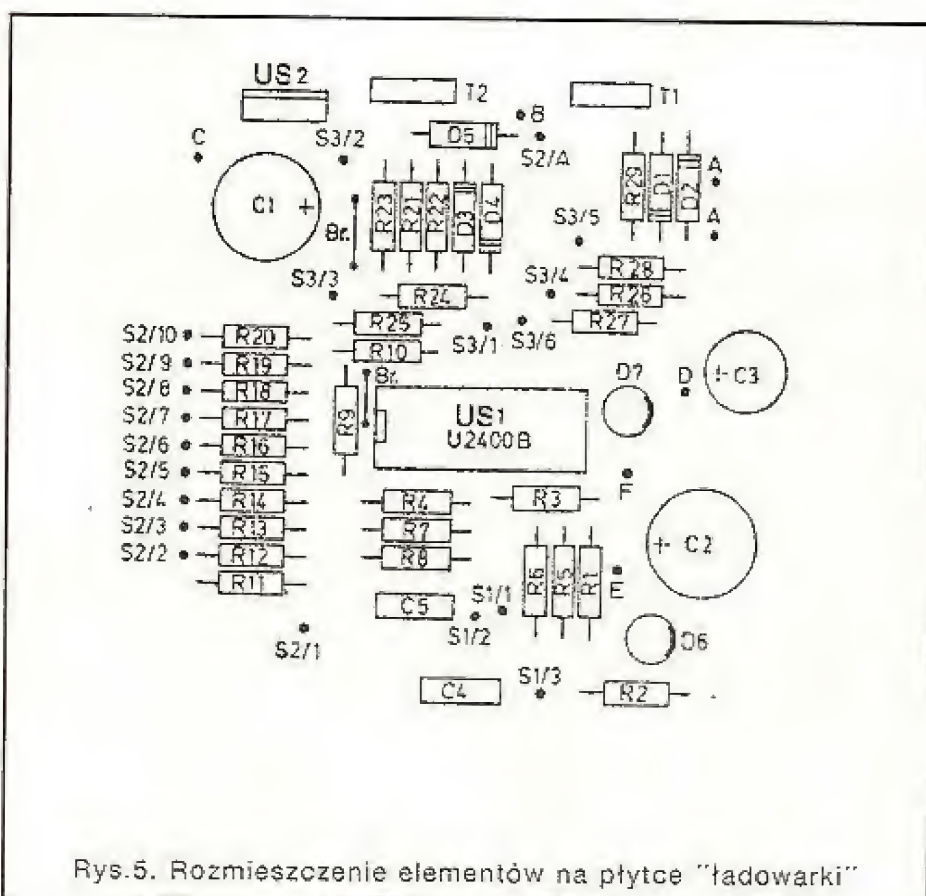 US2
T2
T1
B
D5
S2/A
C
S3/2
C1 +
Br.
R23
R21
R22
D3
D4
R29
D1
D2
A
A
S3/5
S3/3
S3/4
R28
R24
R26
R25
S3/1
S3/6
R27
R10
S2/10 R20
S2/9 R19
S2/8 R18
S2/7 R17
S2/6 R16
S2/5 R15
S2/4 R14
S2/3 R13
S2/2 R12
R11
S2/1
R9
Br.
US1
U2400B
D7
D
C3
F
R4
R3
R7
R8
C2
R6
R5
R1
E
C5
S1/1
S1/2
D6
C4
S1/3
R2
Rys.5. Rozmieszczenie elementów na płytce "ładowarki"